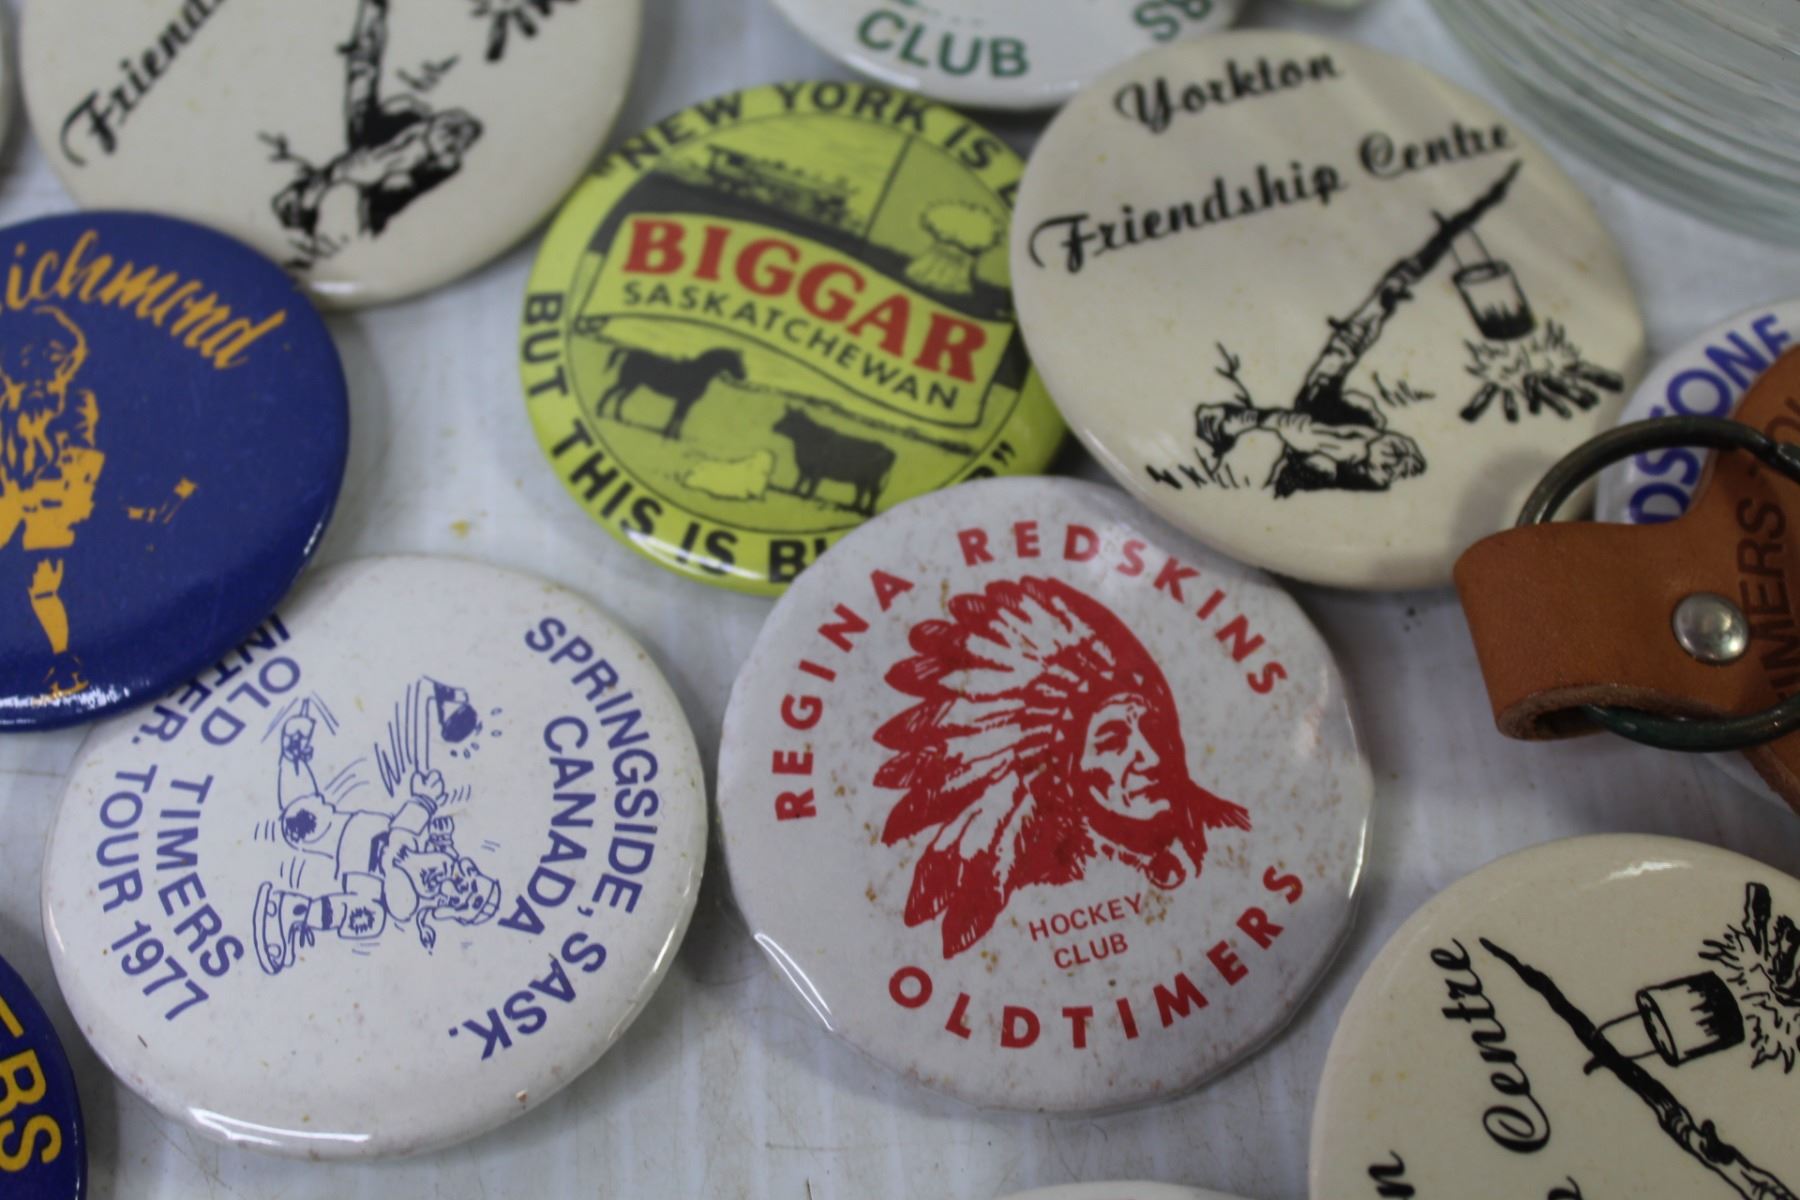 CLUB
Yorkton
Friendship Centre
"NEW YORK IS
BIGGAR
SASKATCHEWAN
BUT THIS IS
REGINA REDSKINS
HOCKEY
CLUB
OLDTIMERS
SPRINGSIDE, SASK.
CANADA
OLD TIMERS
INTER. TOUR 1977
Centre